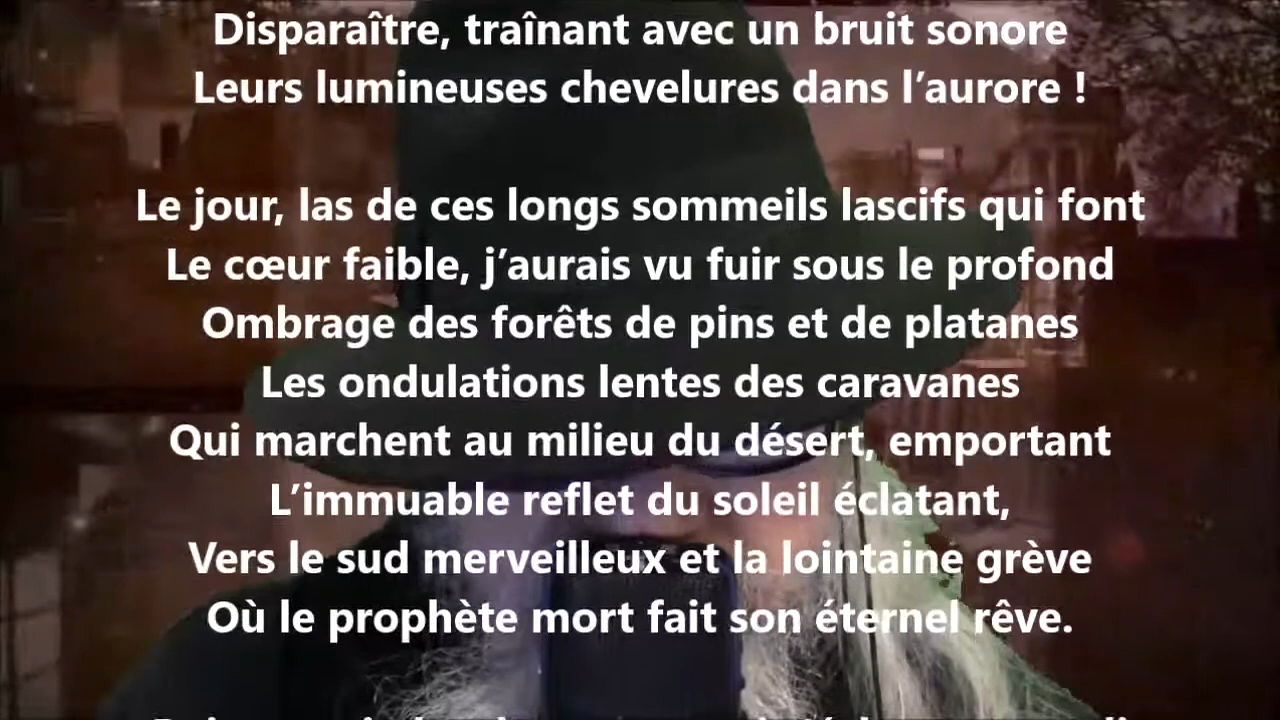 Disparaître, traînant avec un bruit sonore
Leurs lumineuses chevelures dans l’aurore !
Le jour, las de ces longs sommeils lascifs qui font
Le cœur faible, j’aurais vu fuir sous le profond
Ombrage des forêts de pins et de platanes
Les ondulations lentes des caravanes
Qui marchent au milieu du désert, emportant
L’immuable reflet du soleil éclatant,
Vers le sud merveilleux et la lointaine grève
Où le prophète mort fait son éternel rêve.